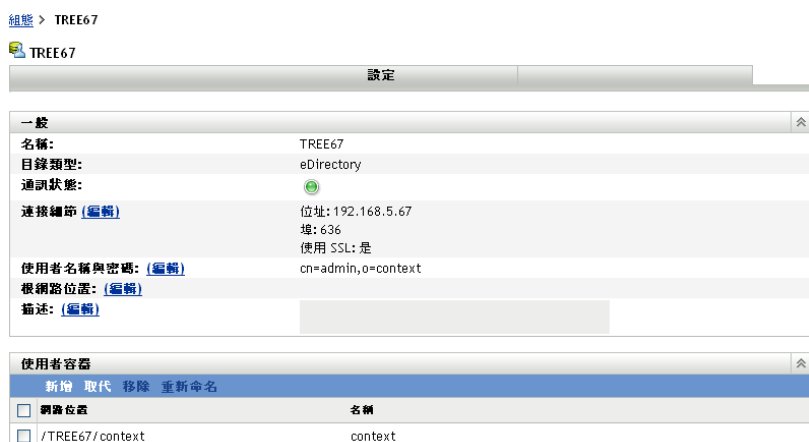 組態 > TREE67
TREE67
設定
一般
名稱: TREE67
目錄類型: eDirectory
通訊狀態:
連接細節 (編輯) 位址: 192.168.5.67
埠: 636
使用 SSL: 是
使用者名稱與密碼: (編輯) cn=admin,o=context
根網路位置: (編輯)
描述: (編輯)
使用者容器
新增 取代 移除 重新命名
網路位置 名稱
/TREE67/context context